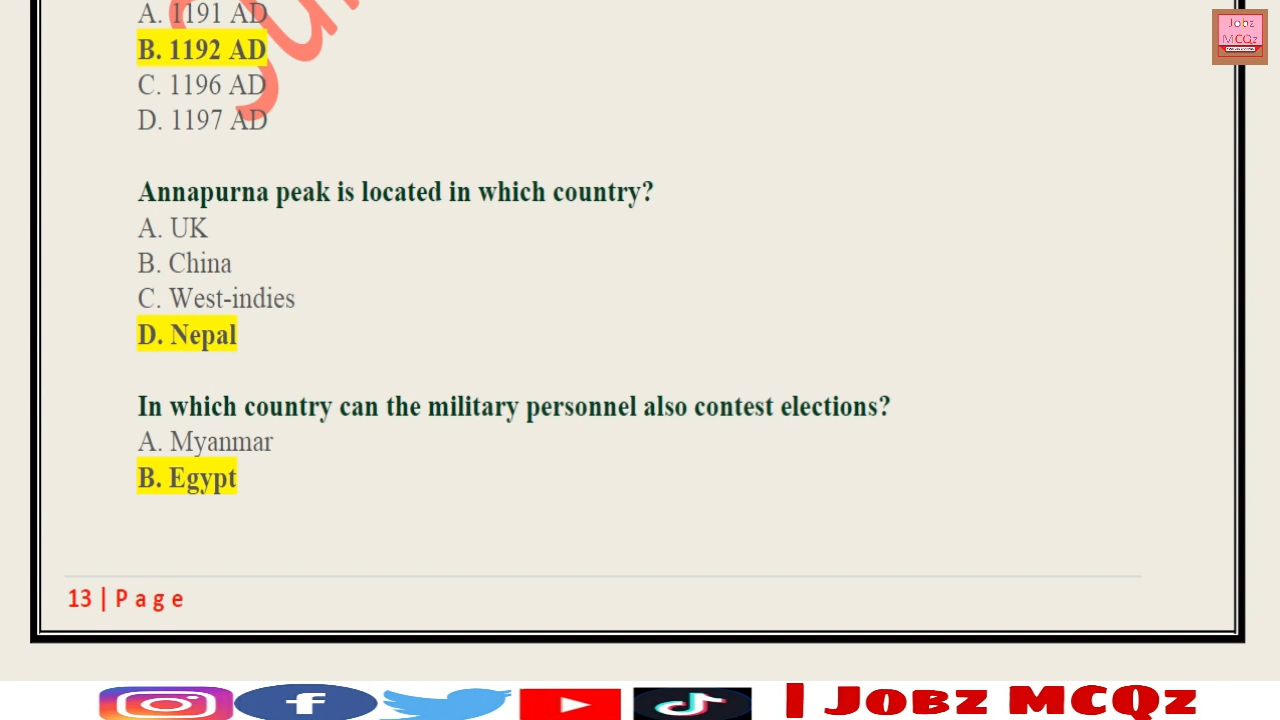 A. 1191 AD
B. 1192 AD
C. 1196 AD
D. 1197 AD
Annapurna peak is located in which country?
A. UK
B. China
C. West-indies
D. Nepal
In which country can the military personnel also contest elections?
A. Myanmar
B. Egypt
13 | P a g e
Jobz
MCQz
| Jobz MCQz